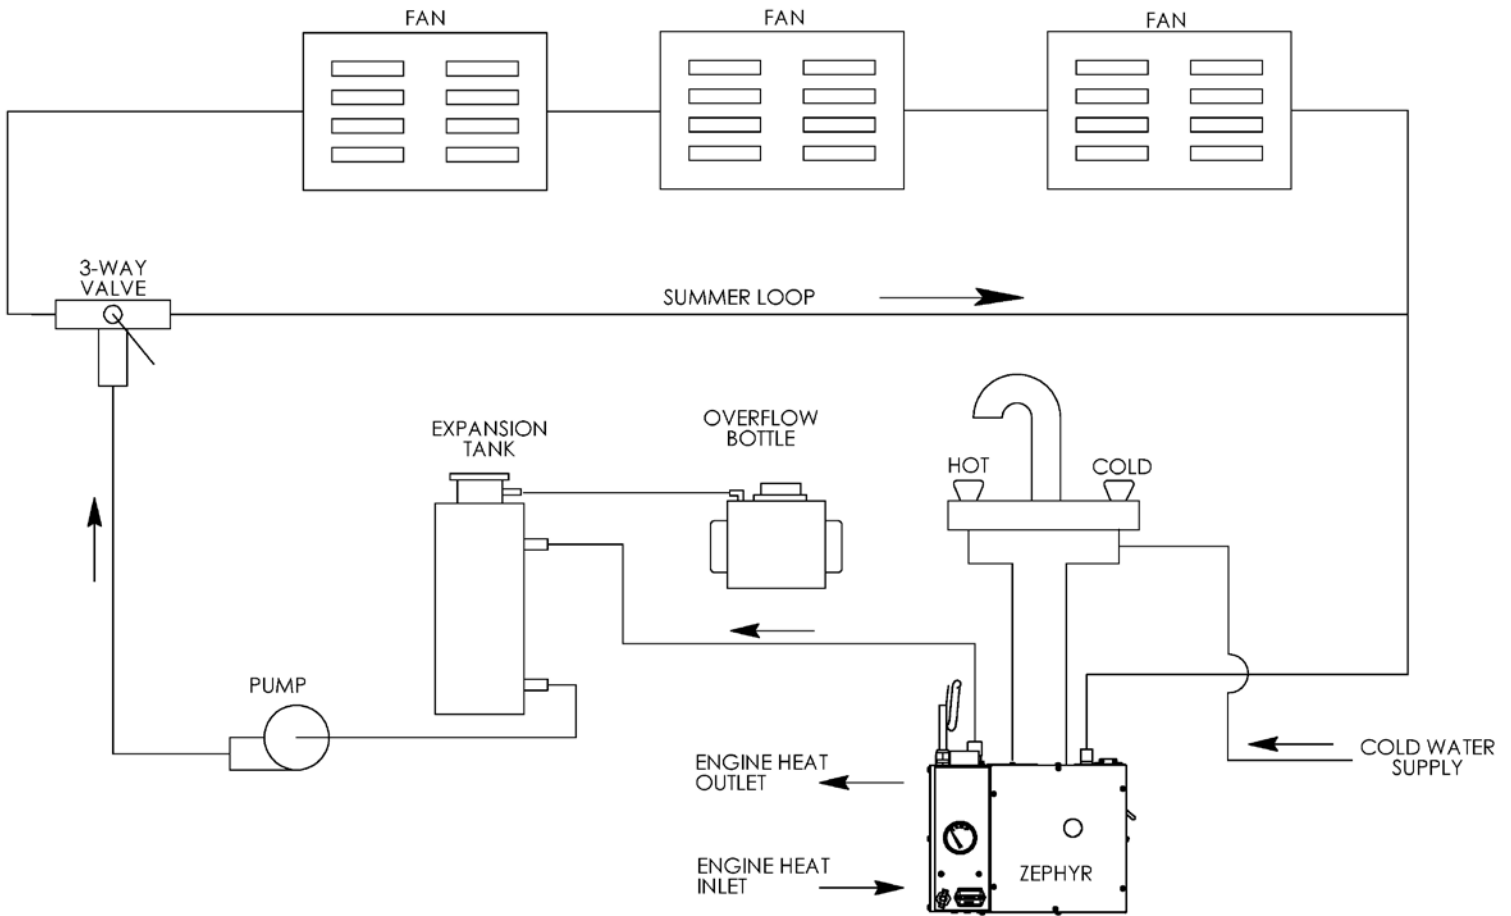 FAN
FAN
FAN
3-WAY
VALVE
SUMMER LOOP
EXPANSION
TANK
OVERFLOW
BOTTLE
HOT
COLD
PUMP
ENGINE HEAT
OUTLET
COLD WATER
SUPPLY
ENGINE HEAT
INLET
ZEPHYR